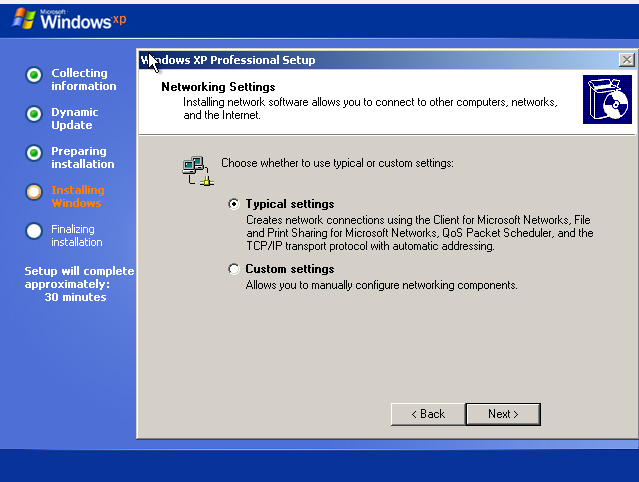 Microsoft
Windows xp
Collecting
information
Dynamic
Update
Preparing
installation
Installing
Windows
Finalizing
installation
Setup will complete
approximately:
30 minutes
Windows XP Professional Setup
Networking Settings
Installing network software allows you to connect to other computers, networks,
and the Internet.
Choose whether to use typical or custom settings:
Typical settings
Creates network connections using the Client for Microsoft Networks, File
and Print Sharing for Microsoft Networks, QoS Packet Scheduler, and the
TCP/IP transport protocol with automatic addressing.
Custom settings
Allows you to manually configure networking components.
< Back
Next >